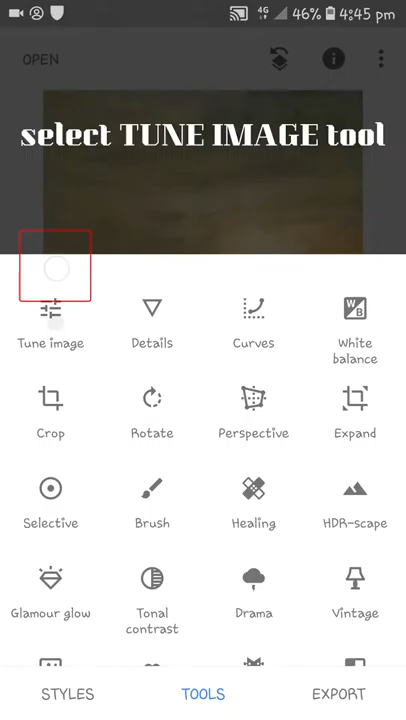 4G 46% 4:45 pm
OPEN
select TUNE IMAGE tool
Tune image Details Curves White balance
Crop Rotate Perspective Expand
Selective Brush Healing HDR-scape
Glamour glow Tonal contrast Drama Vintage
STYLES TOOLS EXPORT